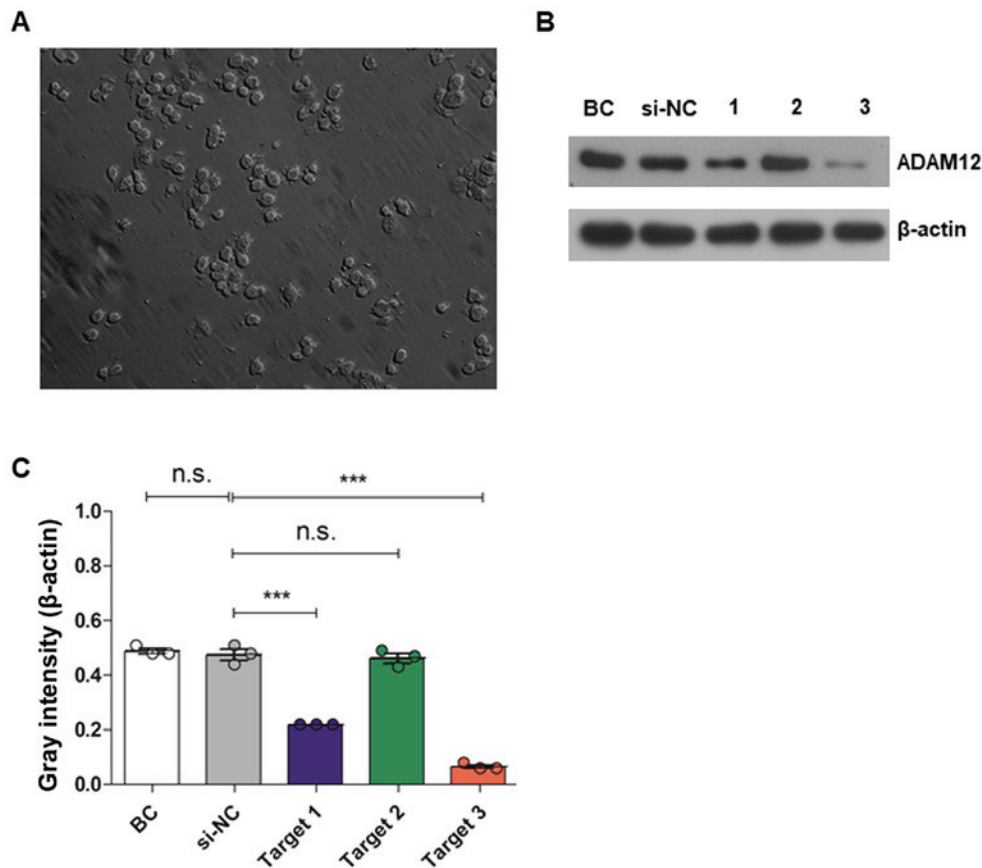 A
B
BC si-NC 1 2 3
ADAM12
β-actin
C
n.s.
***
n.s.
***
Gray intensity (β-actin)
1.0
0.8
0.6
0.4
0.2
0.0
BC
si-NC
Target 1
Target 2
Target 3